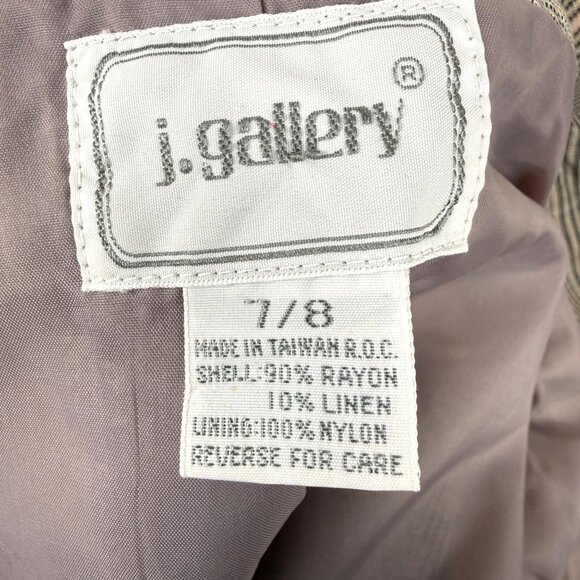 j.gallery ®
7/8
MADE IN TAIWAN R.O.C.
SHELL:90% RAYON
10% LINEN
LINING:100% NYLON
REVERSE FOR CARE